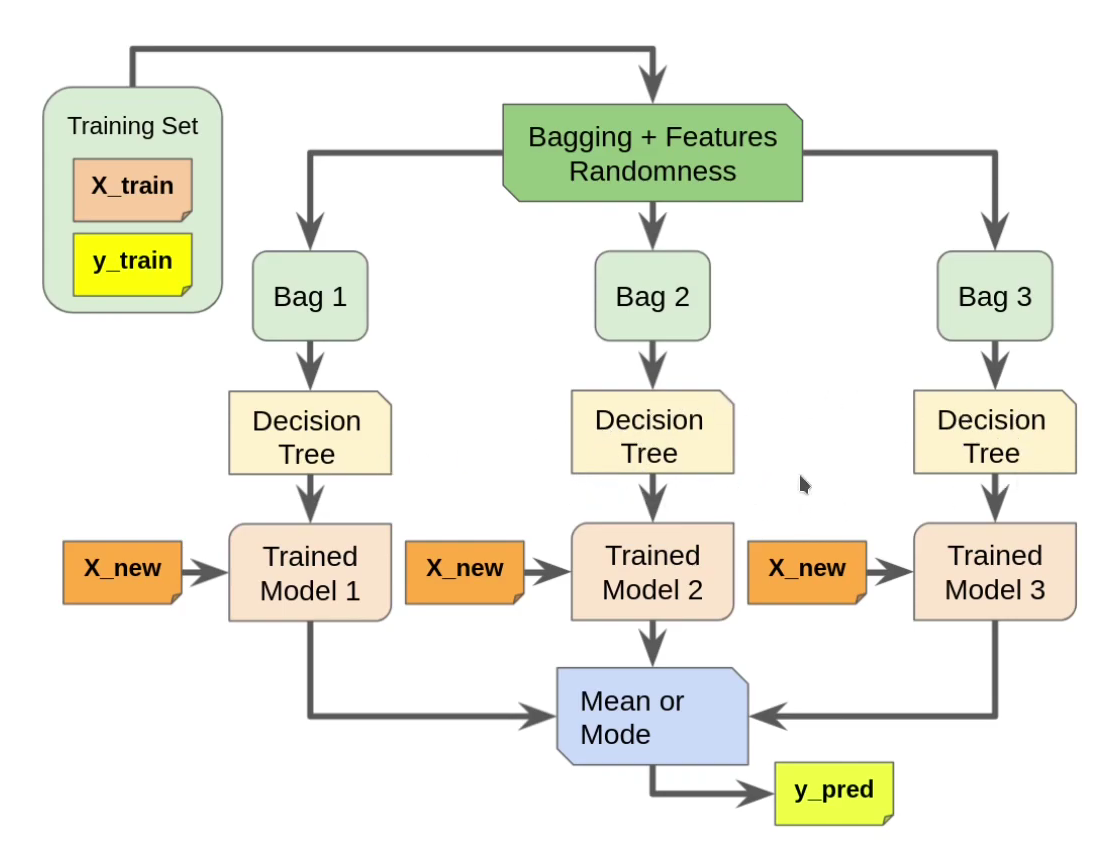 Training Set
X_train
y_train
Bagging + Features
Randomness
Bag 1
Bag 2
Bag 3
Decision
Tree
Decision
Tree
Decision
Tree
X_new
Trained
Model 1
X_new
Trained
Model 2
X_new
Trained
Model 3
Mean or
Mode
y_pred